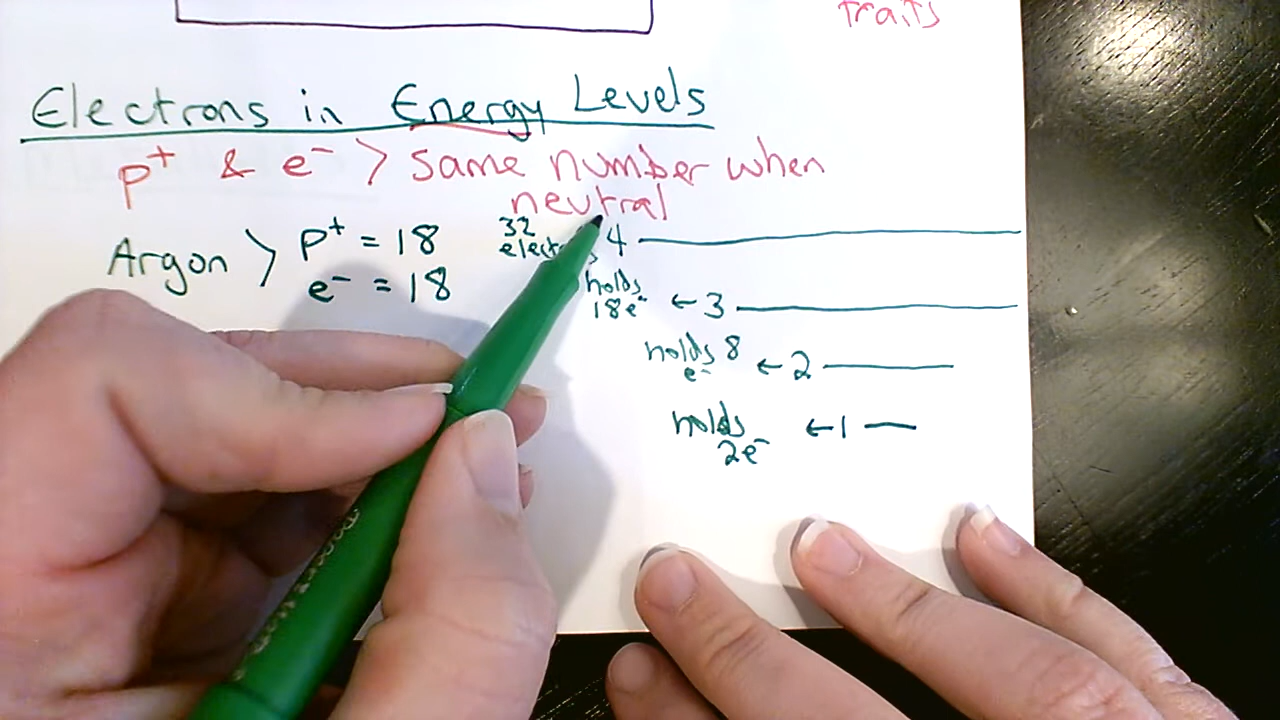 traits
Electrons in Energy Levels
p⁺ & e⁻ > same number when
neutral
Argon > p⁺ = 18
e⁻ = 18
32
4
holds
18e⁻ ← 3
holds 8
e⁻ ← 2
holds
2e⁻ ← 1